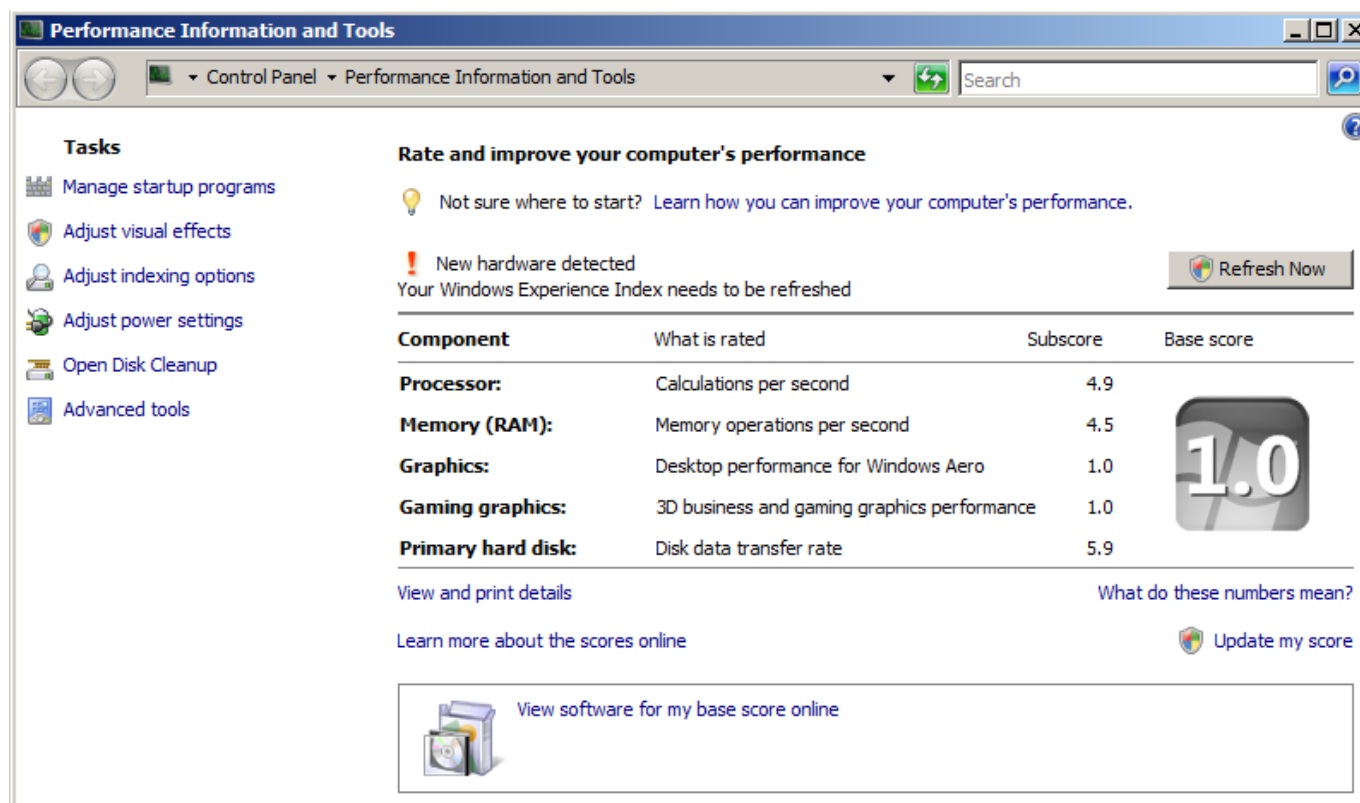 Performance Information and Tools
Control Panel Performance Information and Tools Search
Tasks
Manage startup programs
Adjust visual effects
Adjust indexing options
Adjust power settings
Open Disk Cleanup
Advanced tools
Rate and improve your computer's performance
Not sure where to start? Learn how you can improve your computer's performance.
New hardware detected
Your Windows Experience Index needs to be refreshed
Refresh Now
Component What is rated Subscore Base score
Processor: Calculations per second 4.9
Memory (RAM): Memory operations per second 4.5
Graphics: Desktop performance for Windows Aero 1.0
Gaming graphics: 3D business and gaming graphics performance 1.0
Primary hard disk: Disk data transfer rate 5.9
1.0
View and print details What do these numbers mean?
Learn more about the scores online Update my score
View software for my base score online